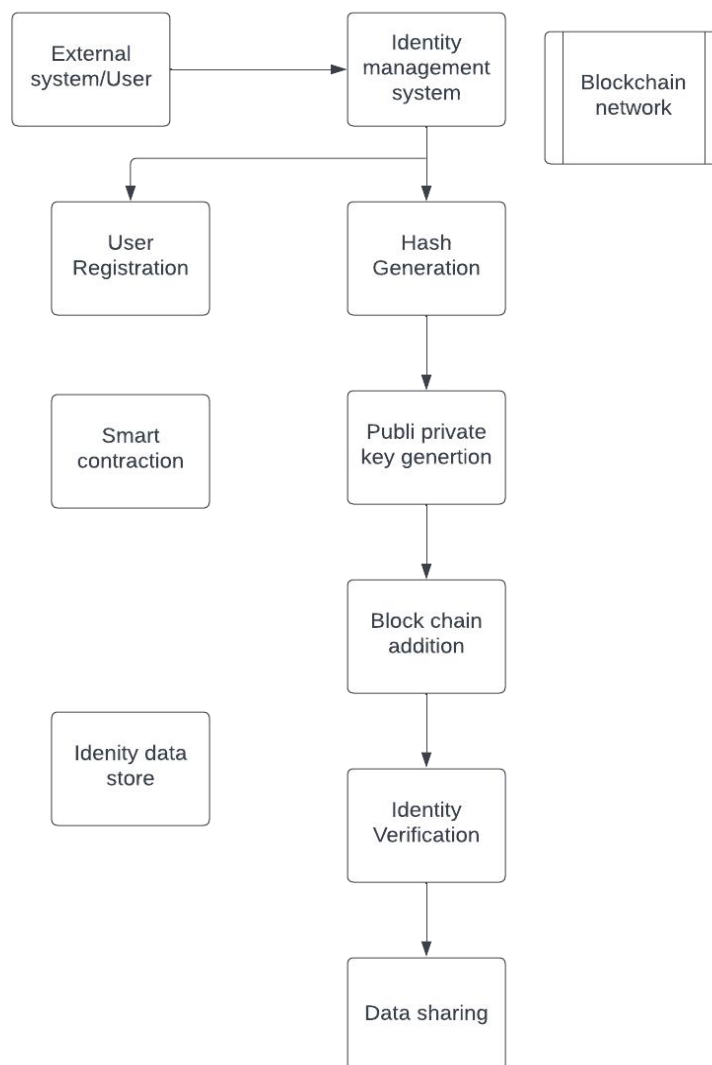 External
system/User
Identity
management
system
Blockchain
network
User
Registration
Hash
Generation
Smart
contraction
Publi private
key genertion
Block chain
addition
Idenity data
store
Identity
Verification
Data sharing